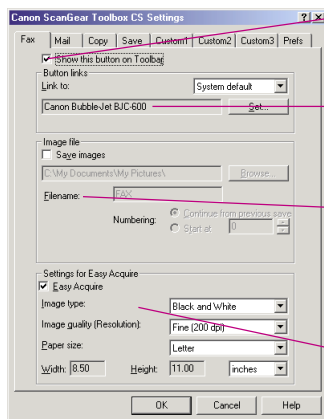 Canon ScanGear Toolbox CS Settings
Fax Mail Copy Save Custom1 Custom2 Custom3 Prefs
Show this button on Toolbar
Button links
Link to: System default
Canon Bubble-Jet BJC-600 Set...
Image file
Save images
C:\My Documents\My Pictures\ Browse...
Filename: FAX
Numbering: Continue from previous save
Start at 0
Settings for Easy Acquire
Easy Acquire
Image type: Black and White
Image quality (Resolution): Fine (200 dpi)
Paper size: Letter
Width: 8.50 Height: 11.00 inches
OK Cancel Help